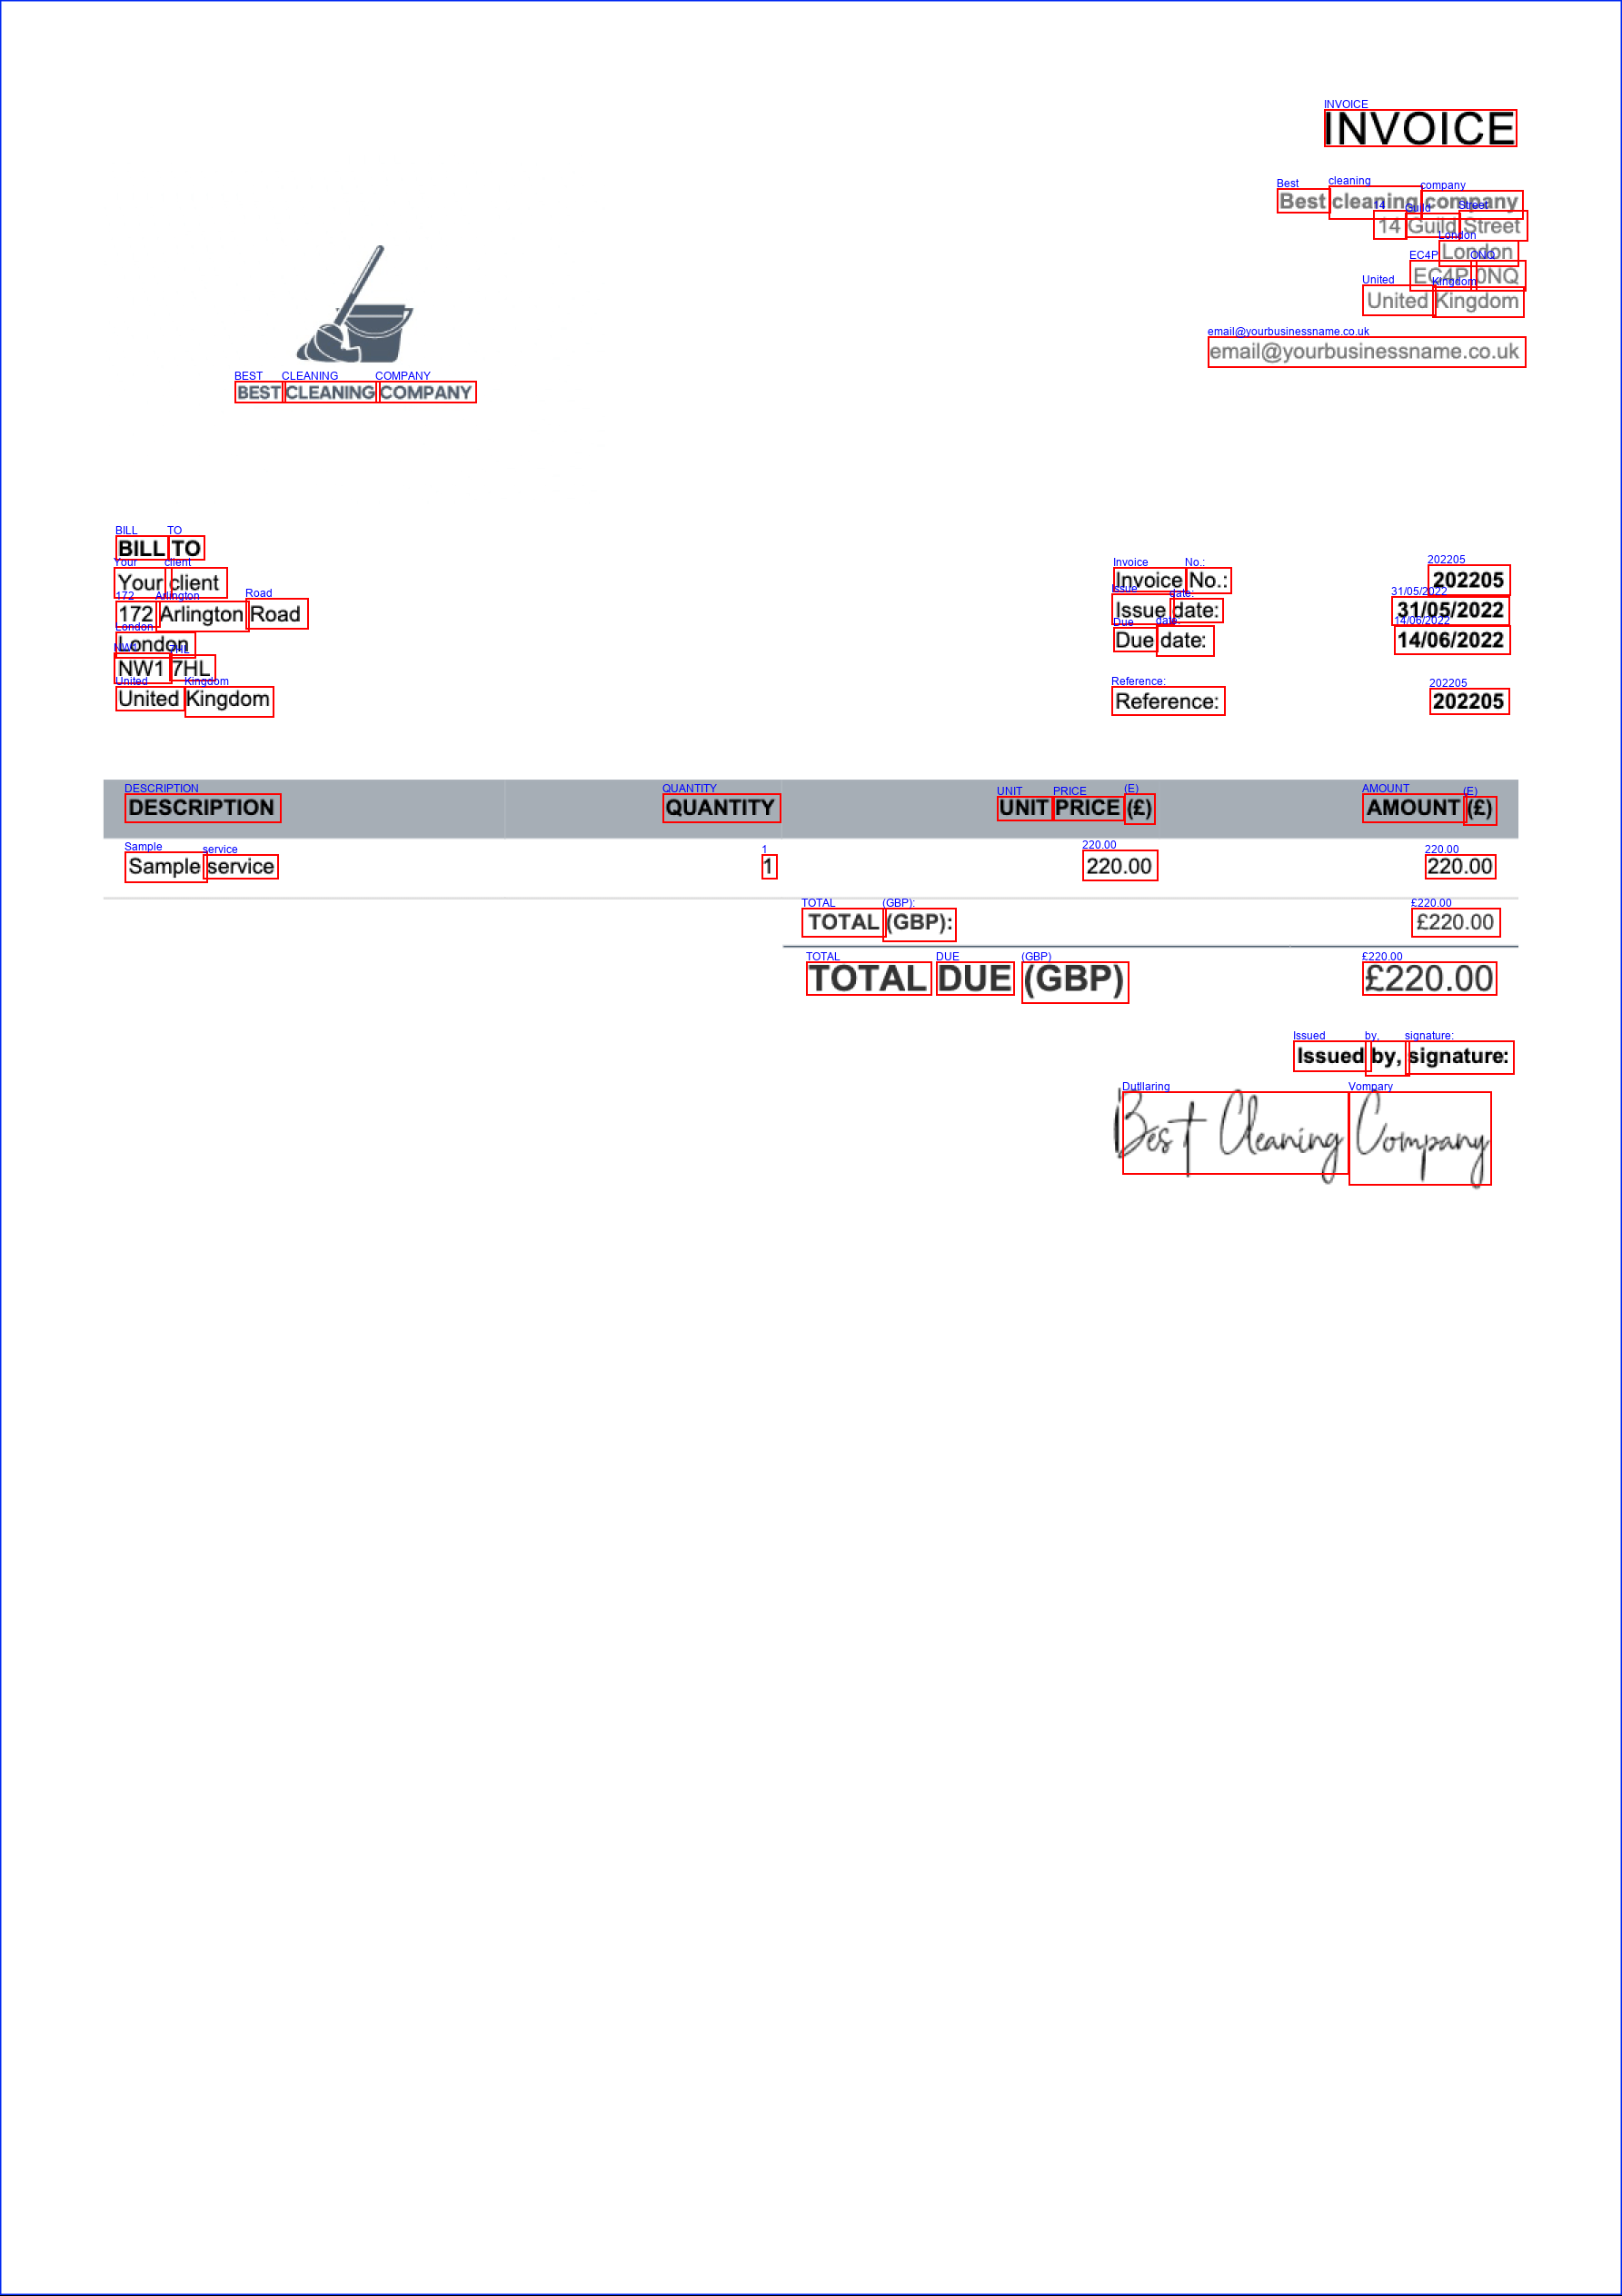 INVOICE
Best cleaning company
14 Guild Street
London
EC4P 0NQ
United Kingdom
email@yourbusinessname.co.uk
BEST CLEANING COMPANY
BILL TO
Your client
172 Arlington Road
London
NW1 7HL
United Kingdom
Invoice No.: 202205
Issue date: 31/05/2022
Due date: 14/06/2022
Reference: 202205
DESCRIPTION QUANTITY UNIT PRICE (£) AMOUNT (£)
Sample service 1 220.00 220.00
TOTAL (GBP): £220.00
TOTAL DUE (GBP) £220.00
Issued by, signature:
Dutllaring Vompary
Best Cleaning Company